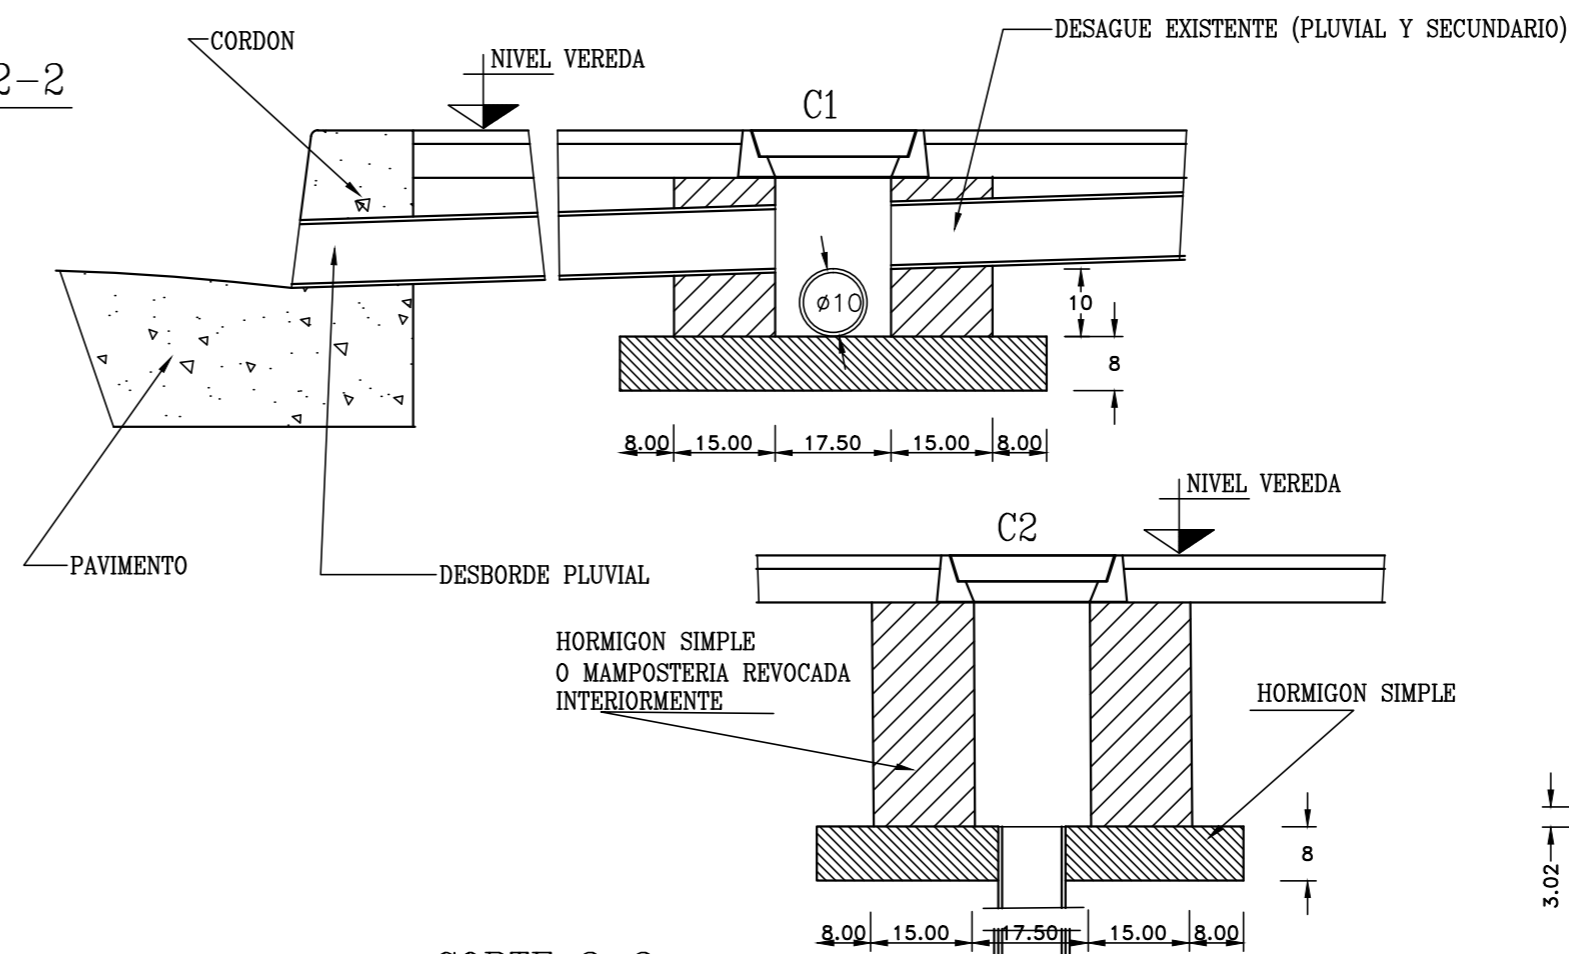 2-2
CORDON
NIVEL VEREDA
DESAGUE EXISTENTE (PLUVIAL Y SECUNDARIO)
C1
ø10
10
8
8.00 15.00 17.50 15.00 8.00
PAVIMENTO
DESBORDE PLUVIAL
NIVEL VEREDA
C2
HORMIGON SIMPLE
O MAMPOSTERIA REVOCADA
INTERIORMENTE
HORMIGON SIMPLE
8
3.02
8.00 15.00 17.50 15.00 8.00